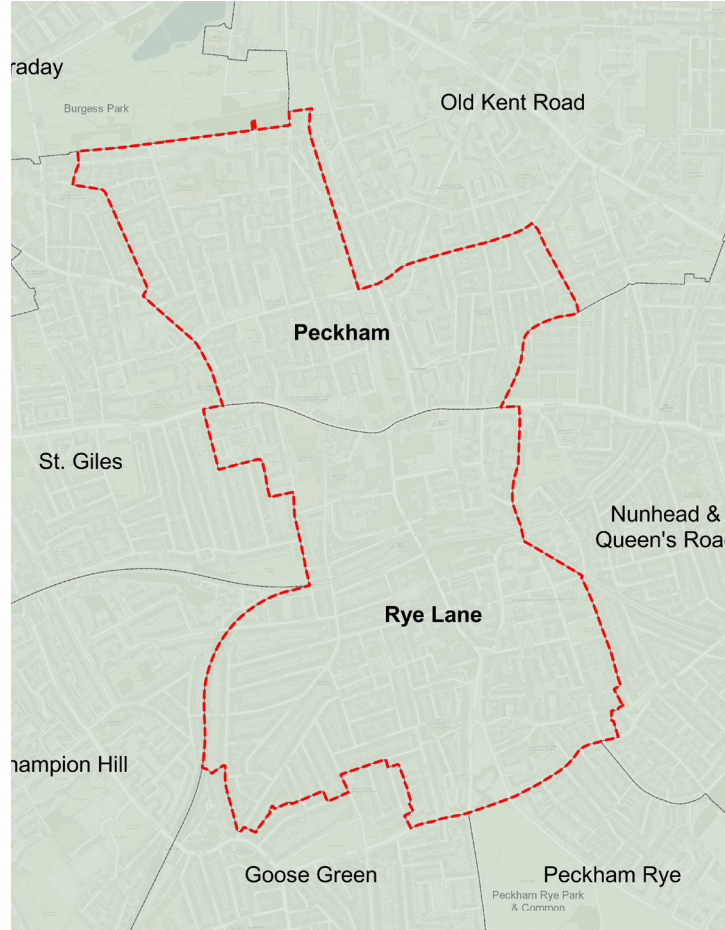 raday
Burgess Park
Old Kent Road
Peckham
St. Giles
Nunhead &
Queen's Road
Rye Lane
hampion Hill
Goose Green
Peckham Rye
Peckham Rye Park
& Common